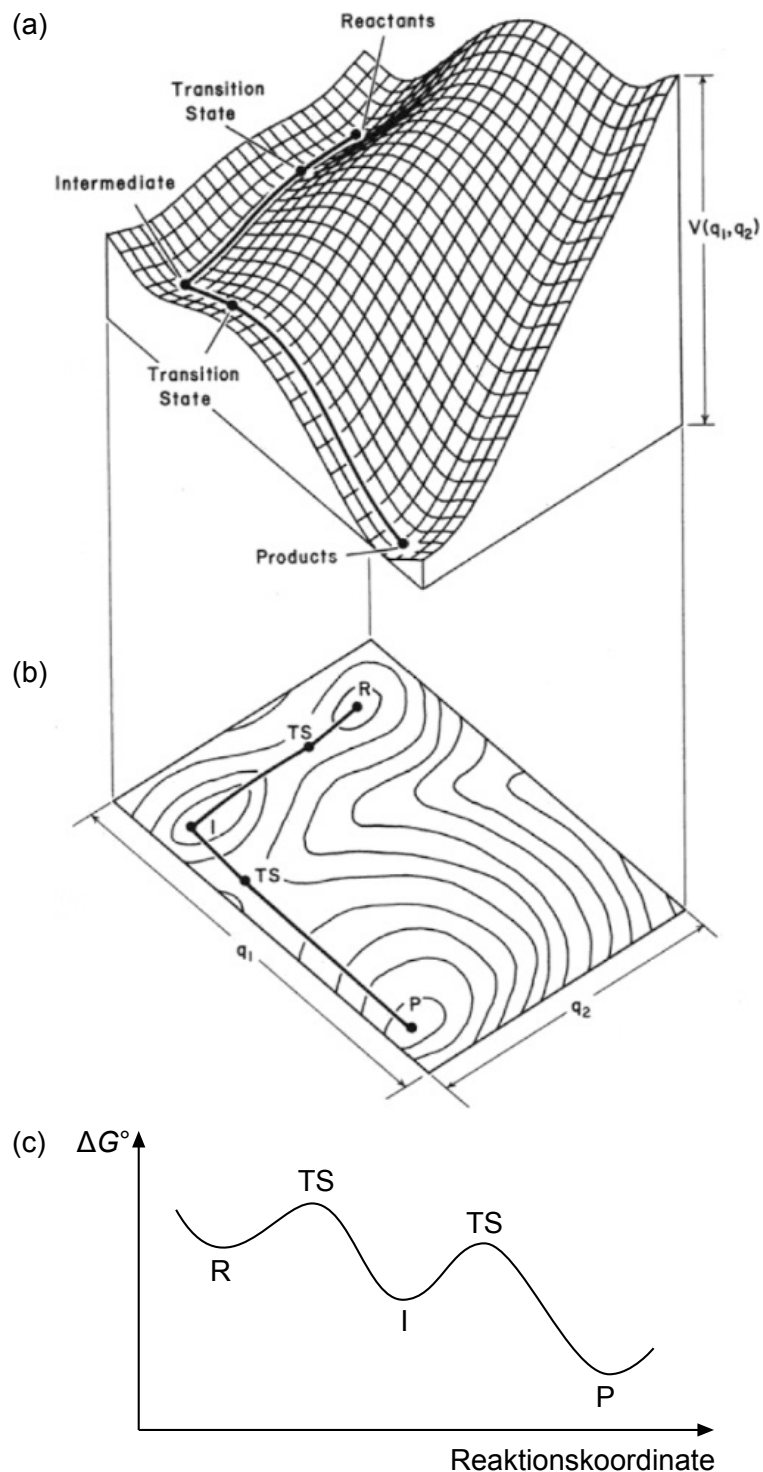 (a)
Reactants
Transition
State
Intermediate
V(q₁,q₂)
Transition
State
Products
(b)
R
TS
I
TS
q₁
P
q₂
(c)
ΔG°
TS
TS
R
I
P
Reaktionskoordinate